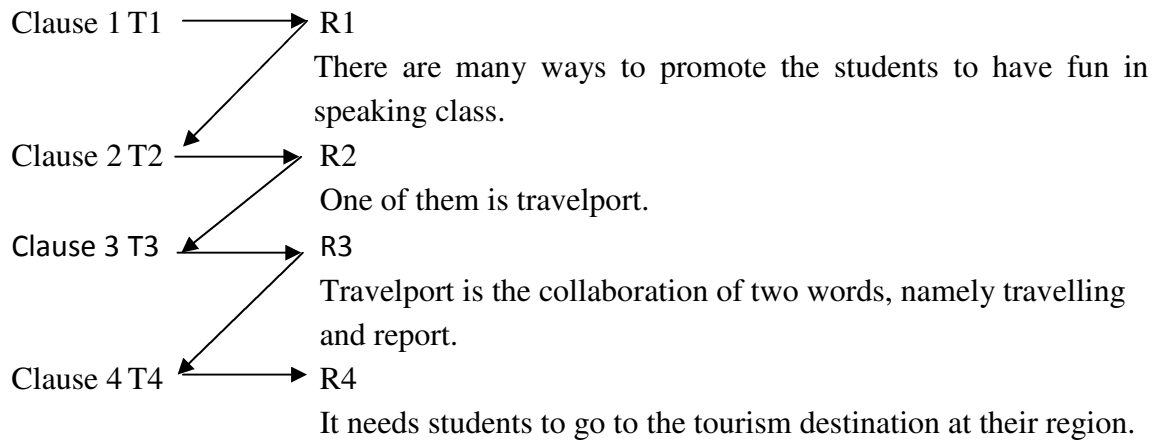 Clause 1 T1 R1
There are many ways to promote the students to have fun in
speaking class.
Clause 2 T2 R2
One of them is travelport.
Clause 3 T3 R3
Travelport is the collaboration of two words, namely travelling
and report.
Clause 4 T4 R4
It needs students to go to the tourism destination at their region.